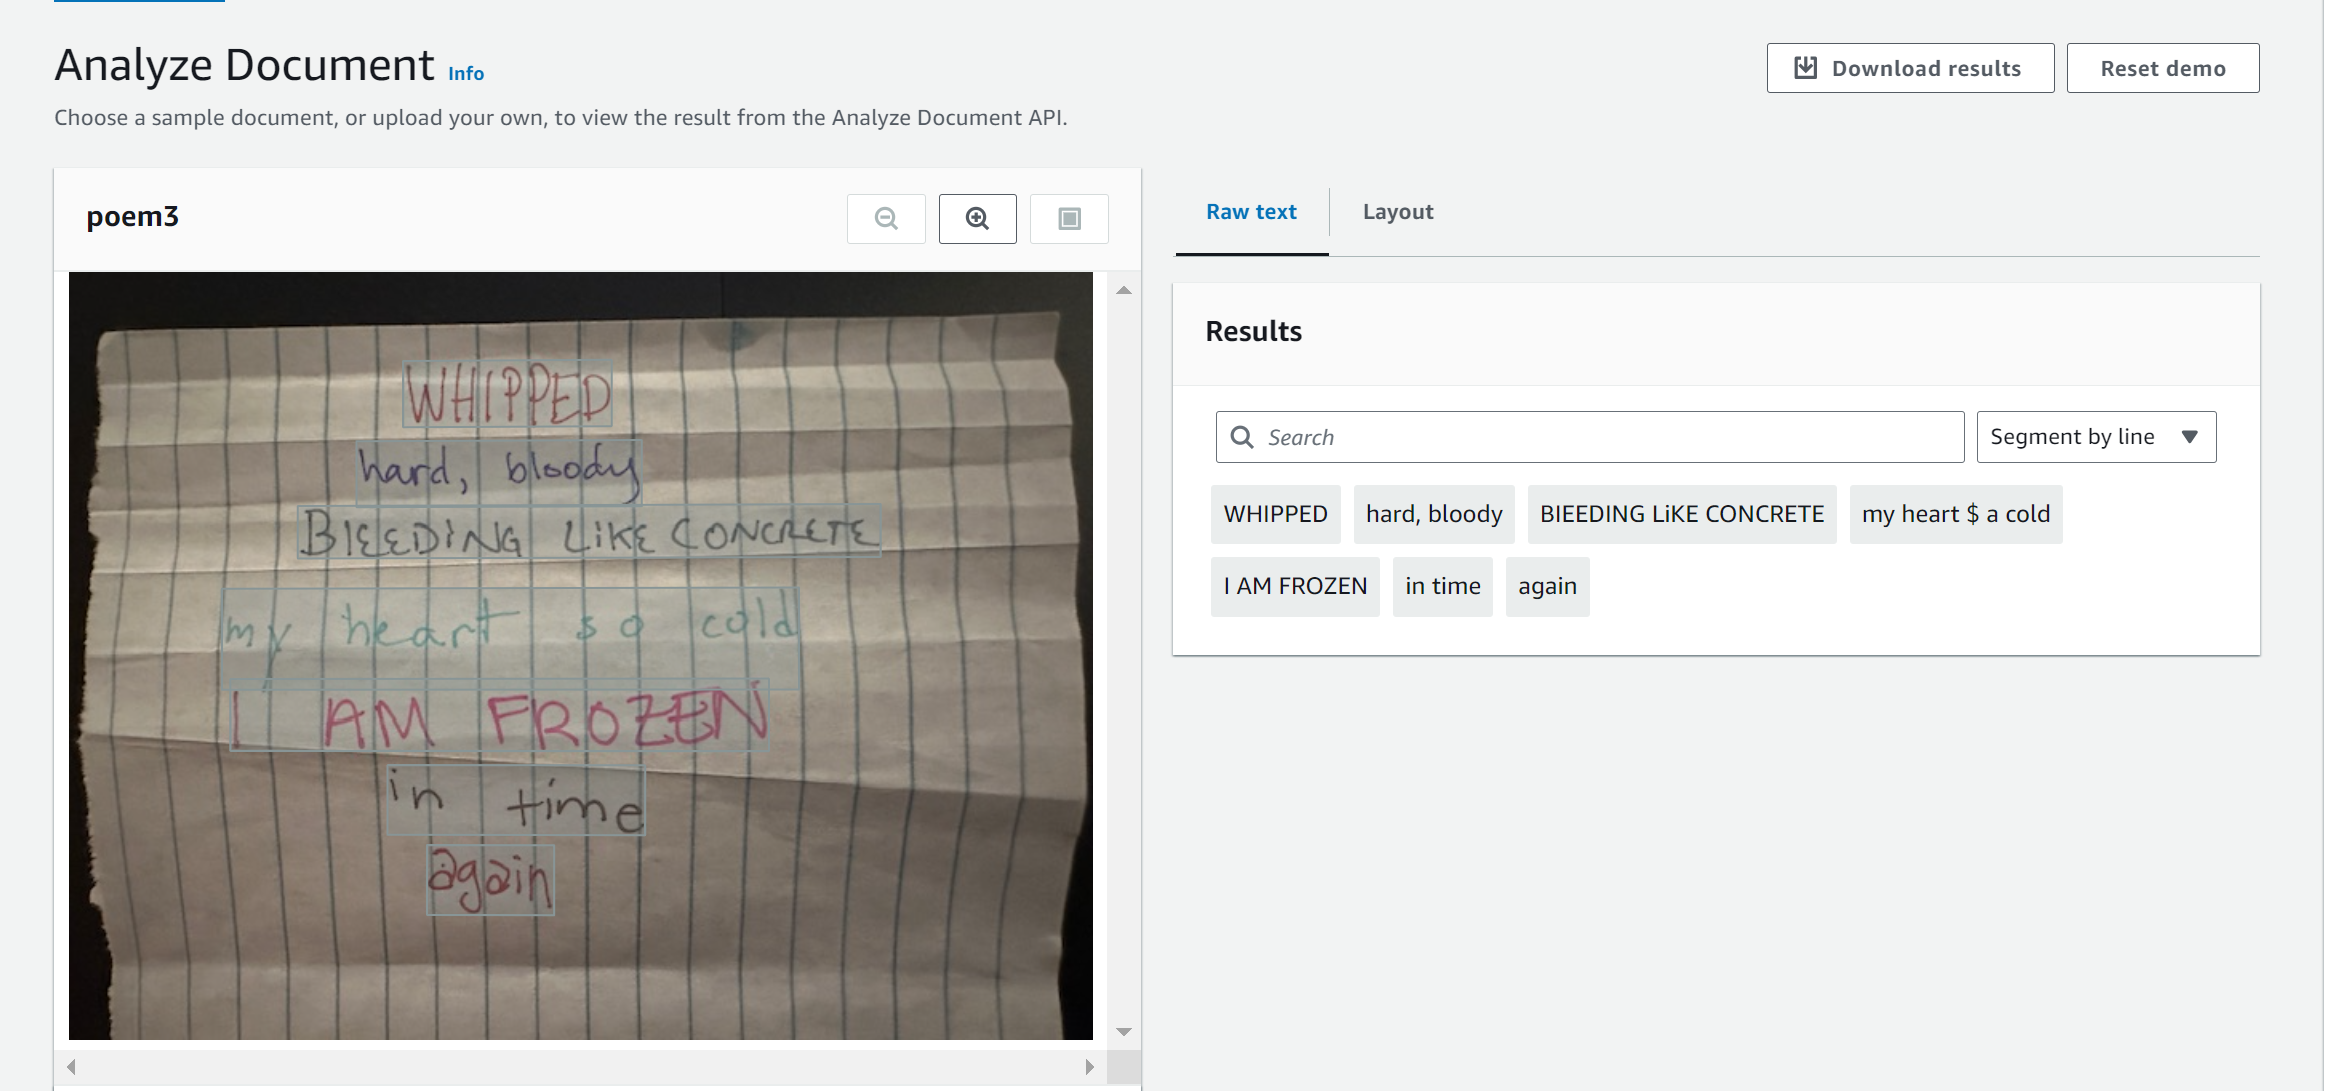 Analyze Document Info
Download results
Reset demo
Choose a sample document, or upload your own, to view the result from the Analyze Document API.
poem3
WHIPPED
hard, bloody
BlEEDiNG LiKE CONCRETE
my heart so cold
I AM FROZEN
in time
again
Raw text
Layout
Results
Search
Segment by line
WHIPPED
hard, bloody
BIEEDING LiKE CONCRETE
my heart $ a cold
I AM FROZEN
in time
again